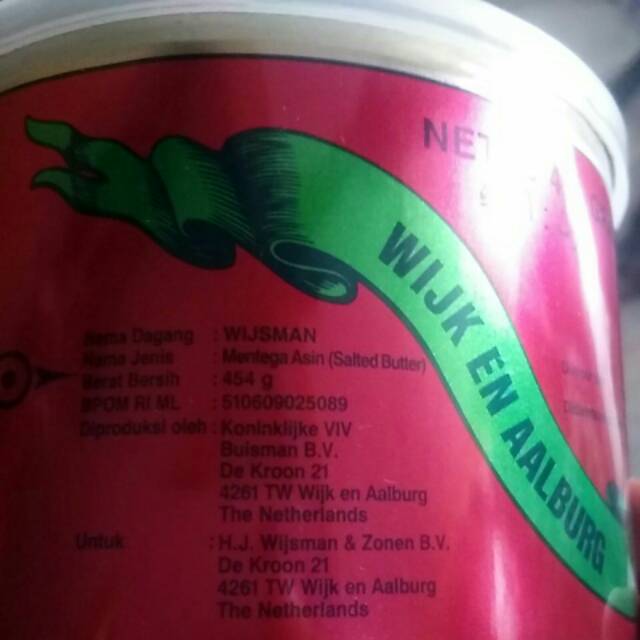 NET
WIJK EN AALBURG
Nama Dagang : WIJSMAN
Nama Jenis : Mentega Asin (Salted Butter)
Berat Bersih : 454 g
BPOM RI ML : 510609025089
Diproduksi oleh : Koninklijke VIV
Buisman B.V.
De Kroon 21
4261 TW Wijk en Aalburg
The Netherlands
Untuk : H.J. Wijsman & Zonen B.V.
De Kroon 21
4261 TW Wijk en Aalburg
The Netherlands